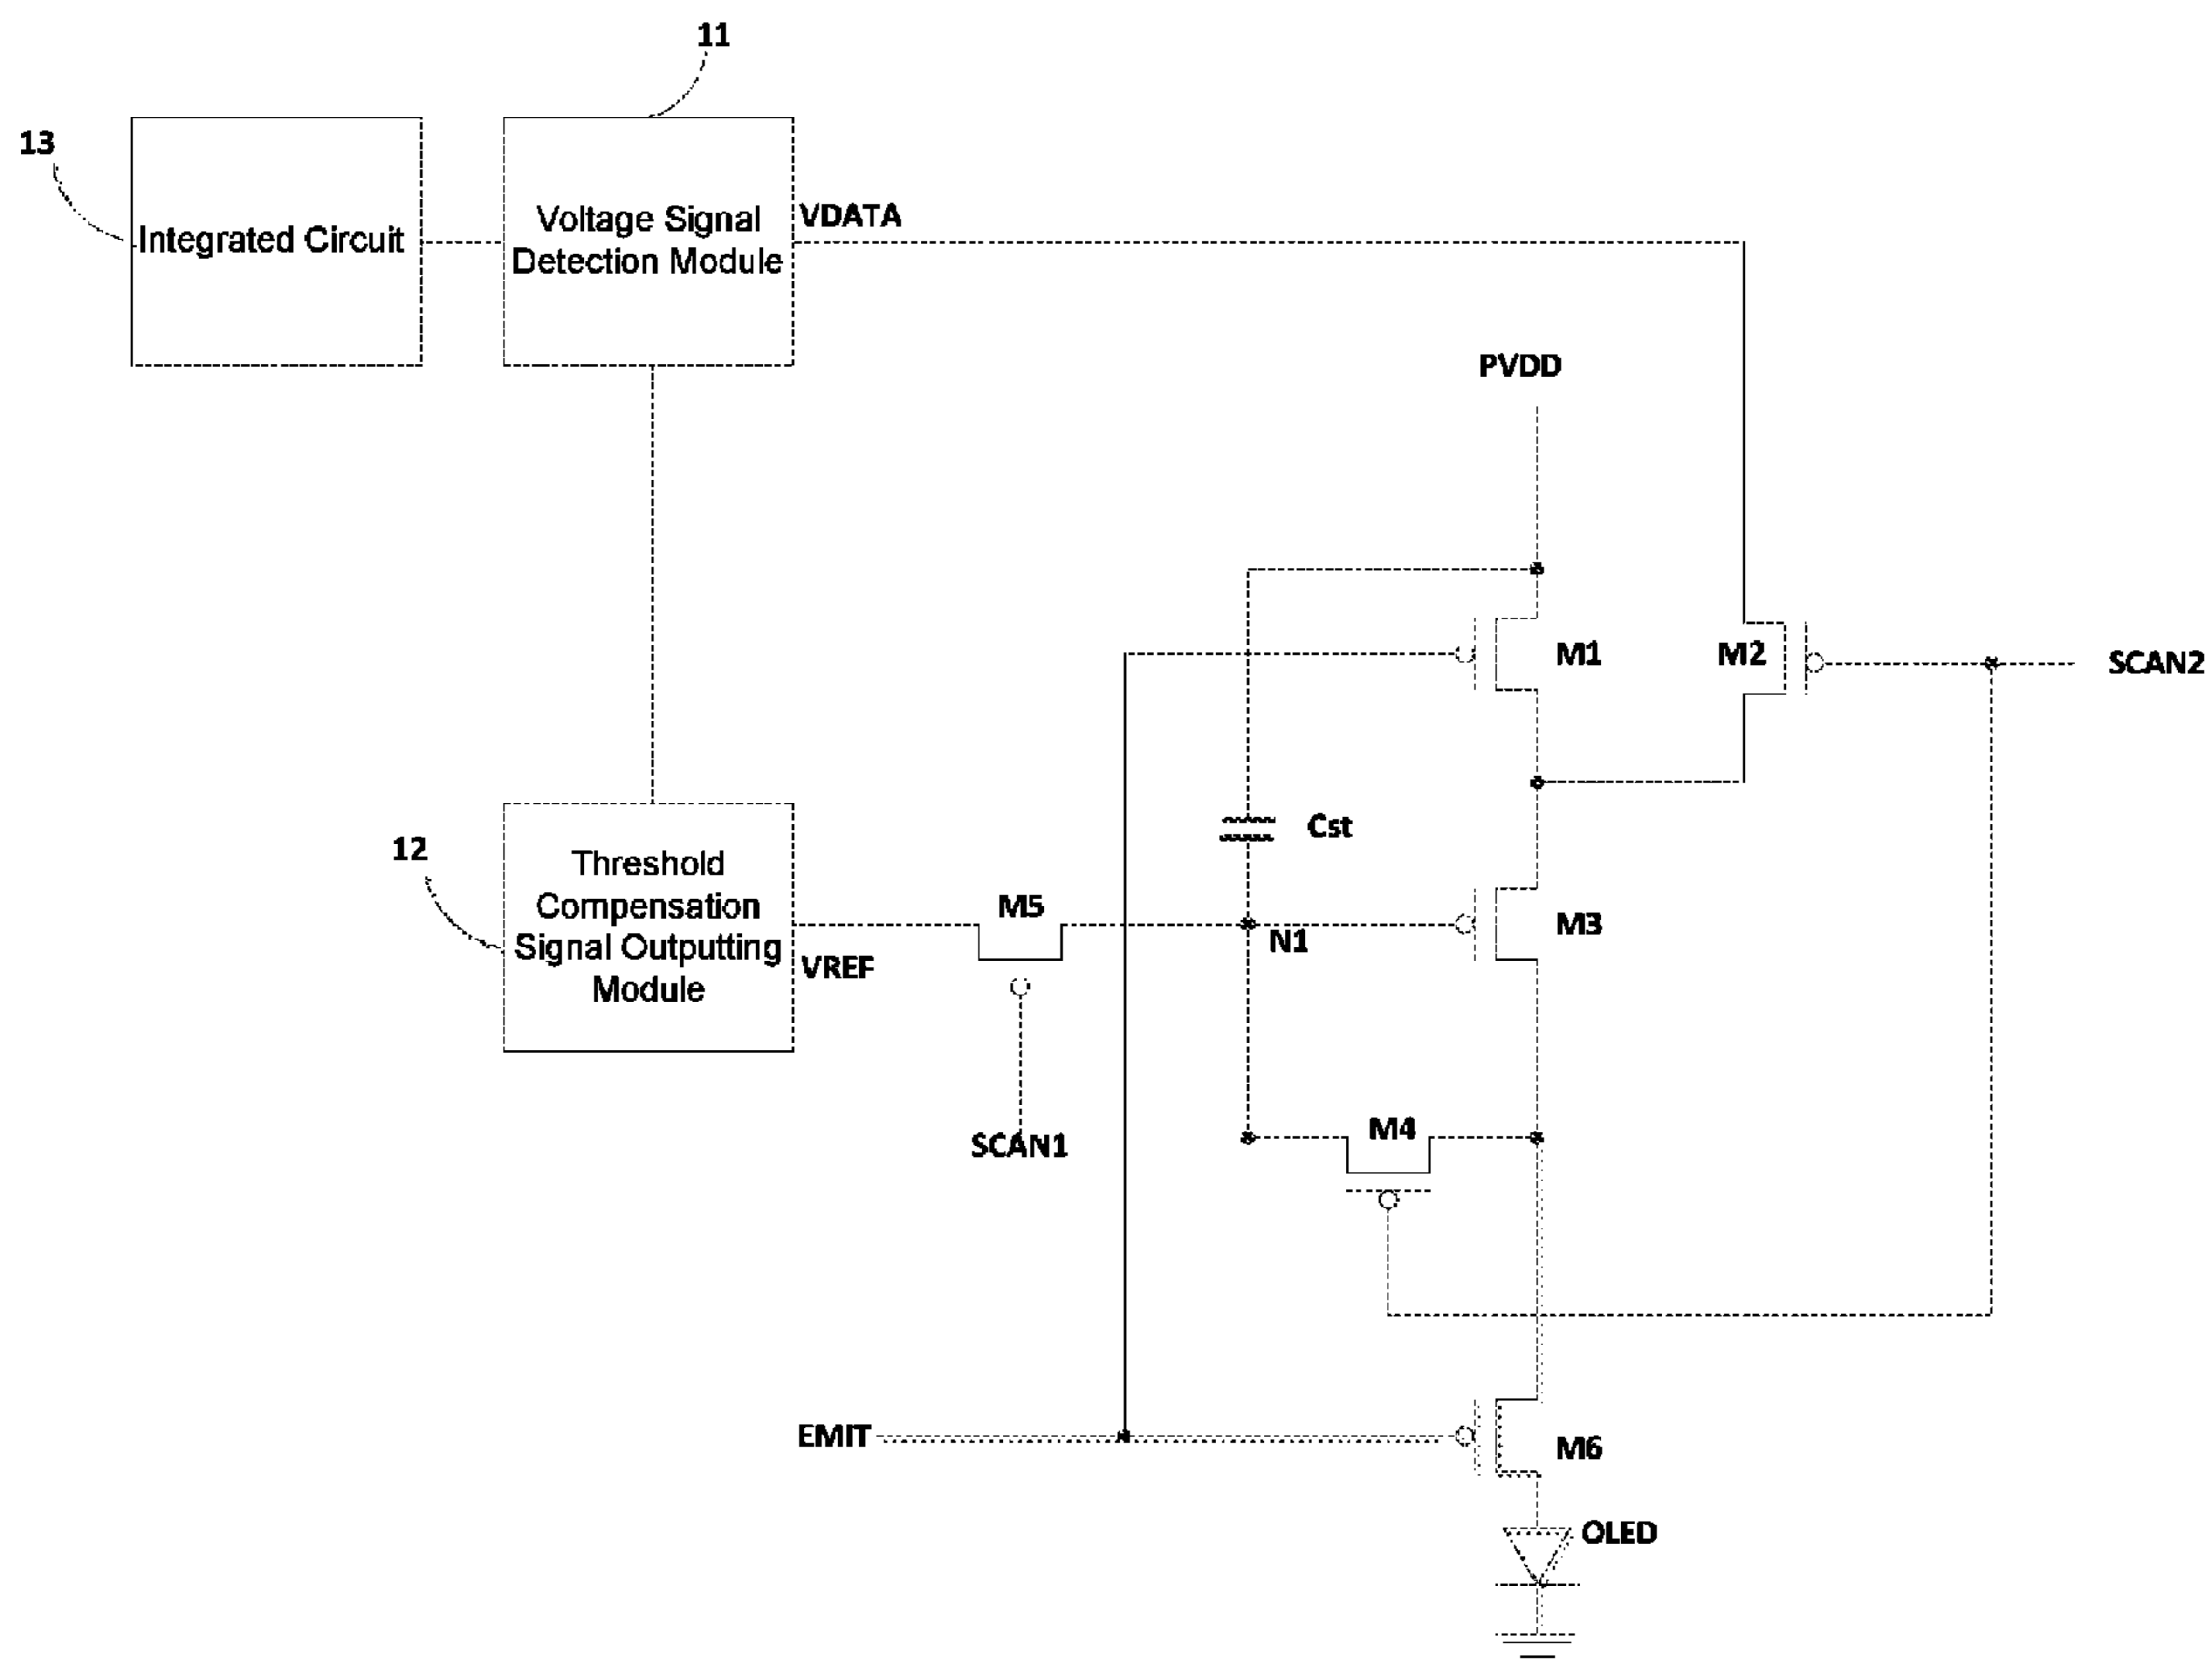 11
13
Integrated Circuit
Voltage Signal
Detection Module
VDATA
PVDD
M1
M2
SCAN2
Cst
12
Threshold
Compensation
Signal Outputting
Module
VREF
M5
N1
M3
SCAN1
M4
EMIT
M6
OLED